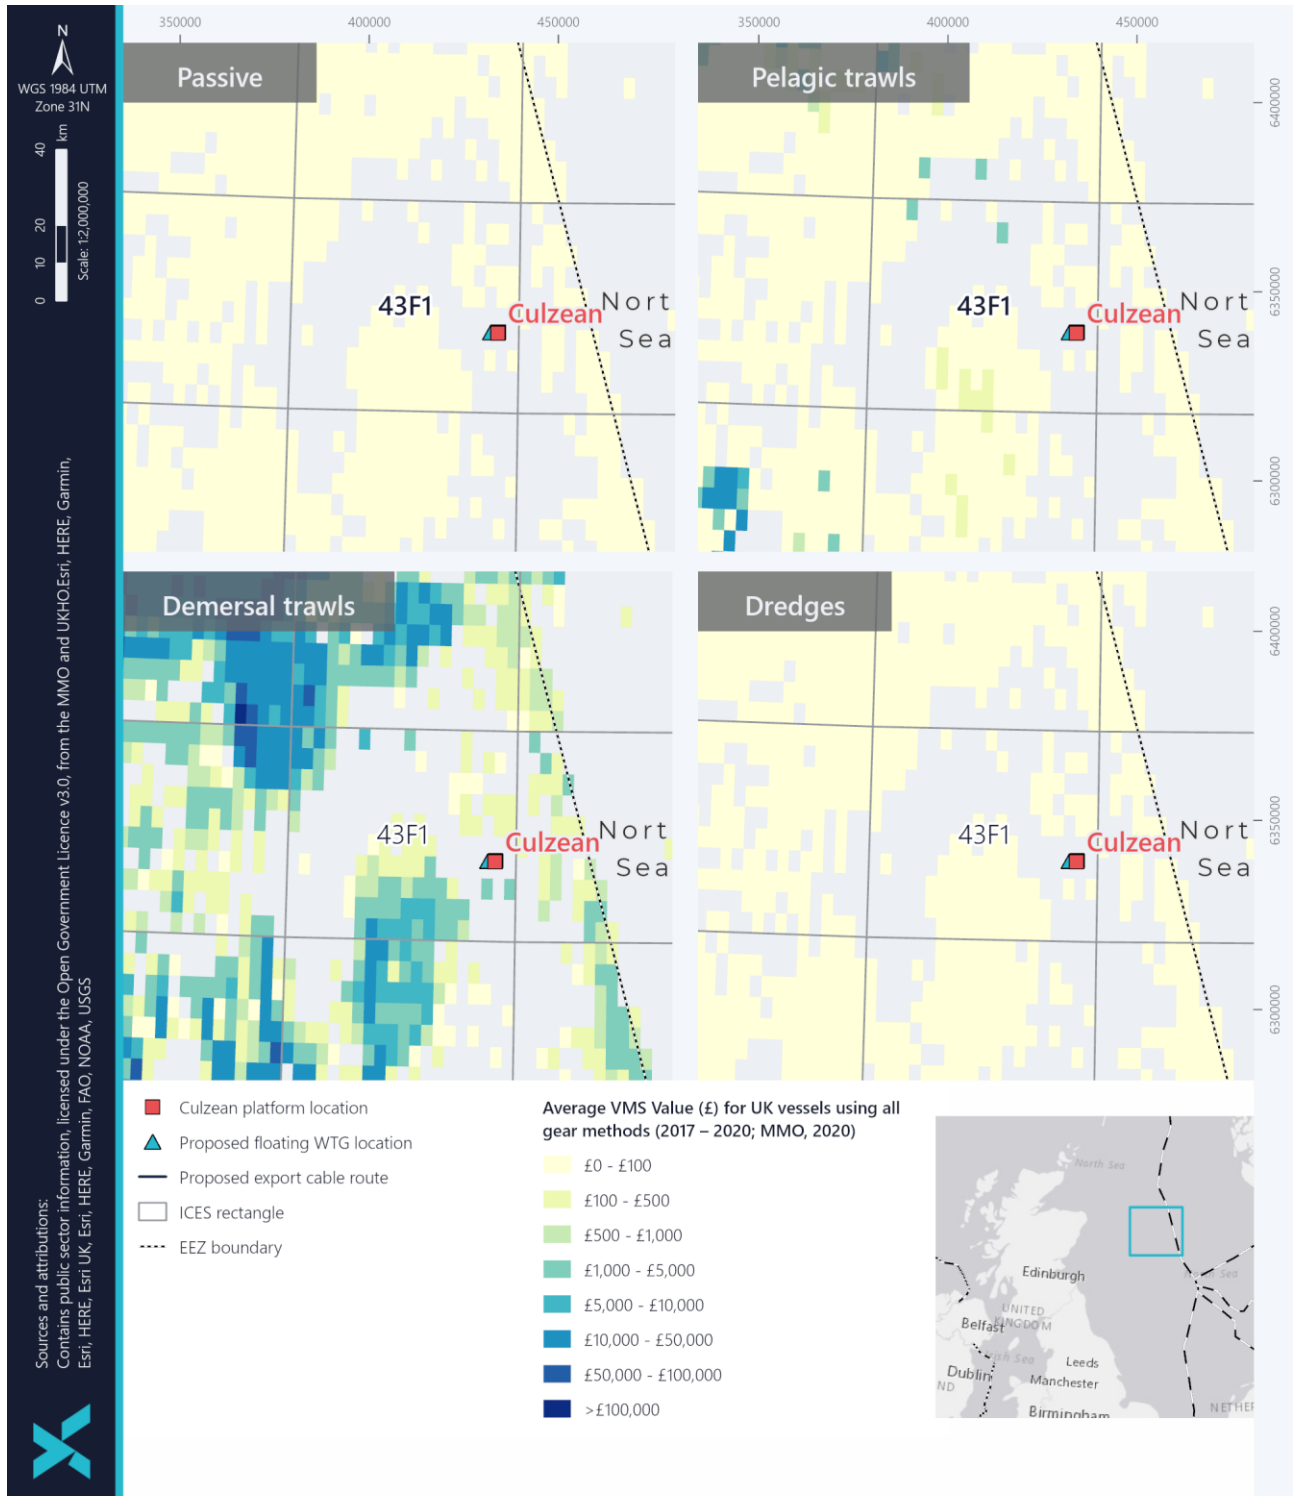 N
WGS 1984 UTM
Zone 31N
0 10 20 40 km
Scale: 1:2,000,000
Sources and attributions:
Contains public sector information, licensed under the Open Government Licence v3.0, from the MMO and UKHO.Esri, HERE, Garmin,
Esri, HERE, Esri UK, Esri, HERE, Garmin, FAO, NOAA, USGS
350000 400000 450000
350000 400000 450000
Passive
43F1
Culzean
Nort
Sea
Pelagic trawls
43F1
Culzean
Nort
Sea
6400000
6350000
6300000
Demersal trawls
43F1
Culzean
Nort
Sea
Dredges
43F1
Culzean
Nort
Sea
6400000
6350000
6300000
Culzean platform location
Proposed floating WTG location
Proposed export cable route
ICES rectangle
EEZ boundary
Average VMS Value (£) for UK vessels using all
gear methods (2017 – 2020; MMO, 2020)
£0 - £100
£100 - £500
£500 - £1,000
£1,000 - £5,000
£5,000 - £10,000
£10,000 - £50,000
£50,000 - £100,000
>£100,000
North Sea
Edinburgh
North Sea
UNITED
KINGDOM
Belfast
Irish Sea
Leeds
Dublin
Manchester
ND
Birmingham
NETHER